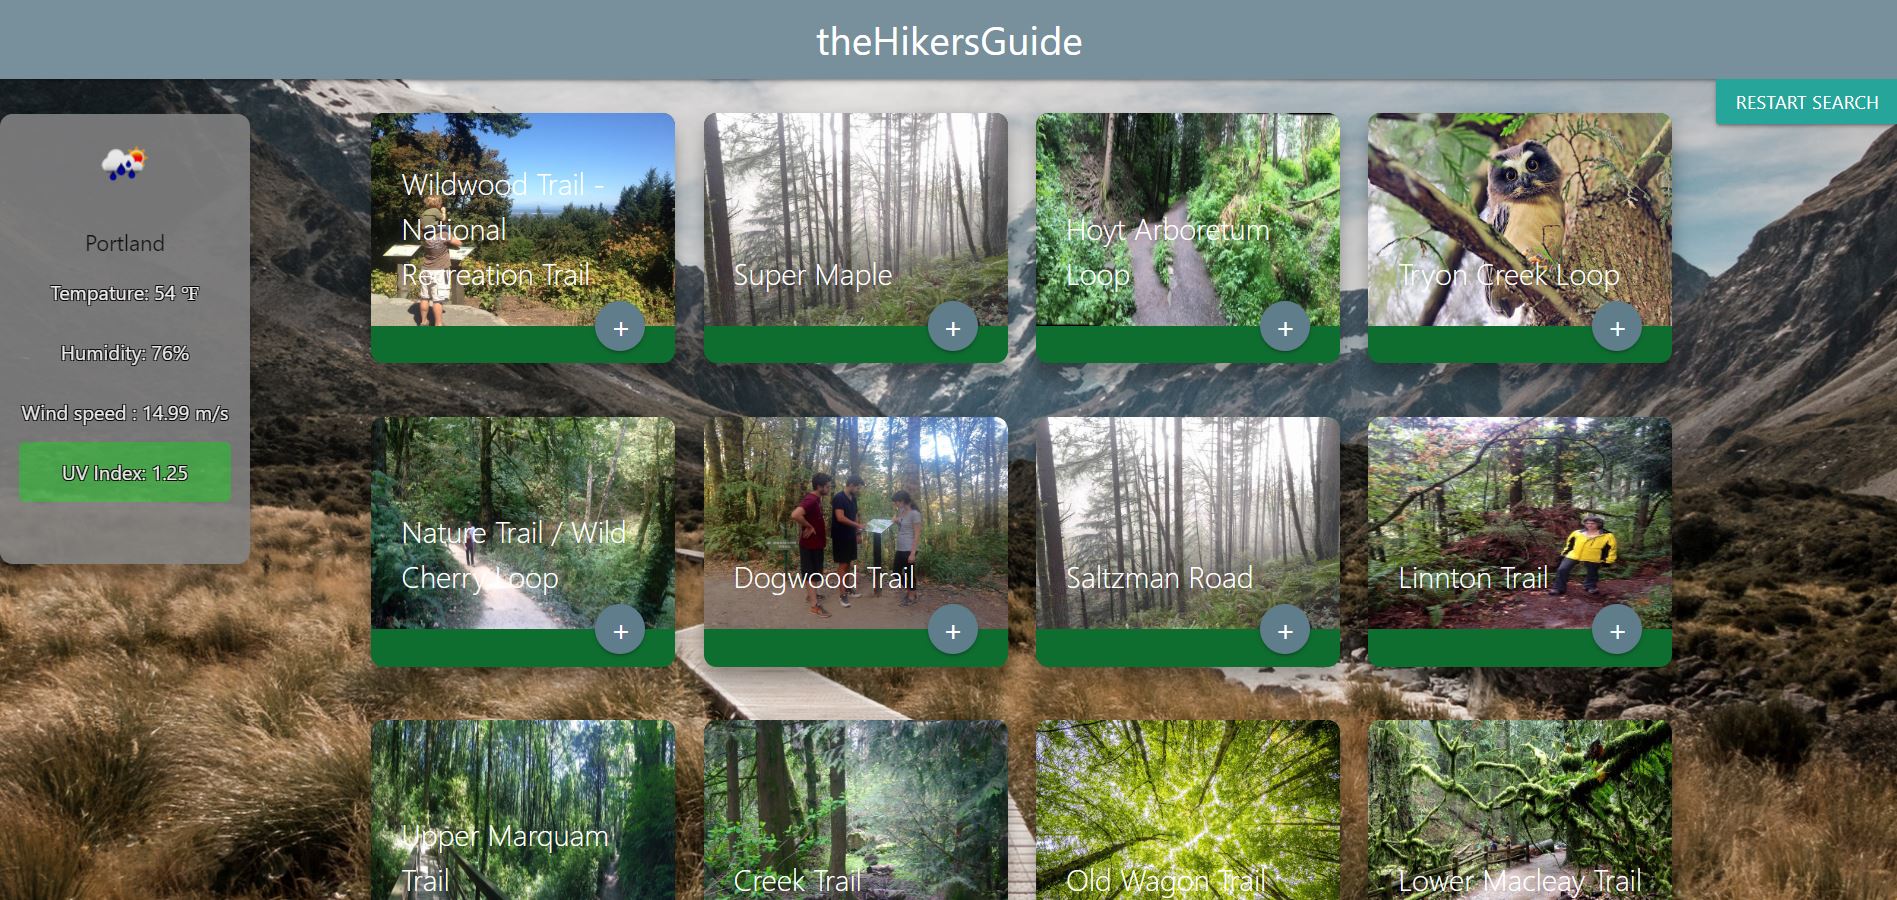 theHikersGuide
RESTART SEARCH
Portland
Tempature: 54 °F
Humidity: 76%
Wind speed : 14.99 m/s
UV Index: 1.25
Wildwood Trail -
National
Recreation Trail
+
Super Maple
+
Hoyt Arboretum
Loop
+
Tryon Creek Loop
+
Nature Trail / Wild
Cherry Loop
+
Dogwood Trail
+
Saltzman Road
+
Linnton Trail
+
Upper Marquam
Trail
Creek Trail
Old Wagon Trail
Lower Macleay Trail